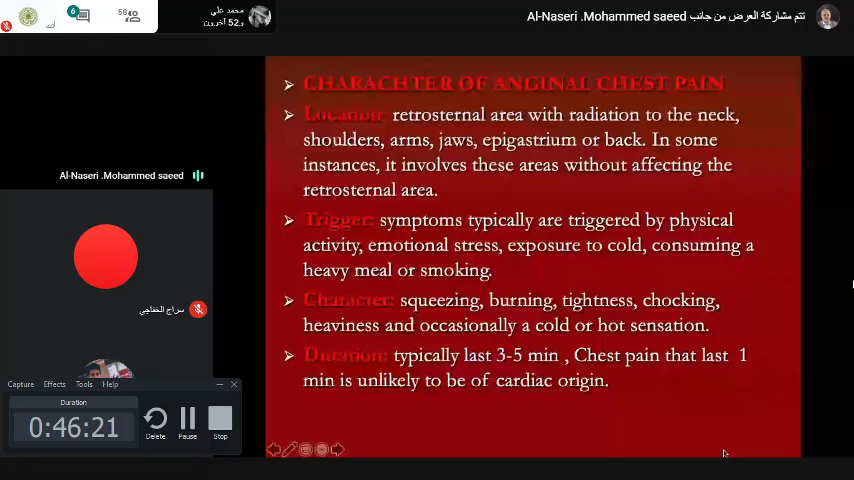 6
58
محمد علي
و52 آخرون
تتم مشاركة العرض من جانب Al-Naseri .Mohammed saeed
CHARACHTER OF ANGINAL CHEST PAIN
Location: retrosternal area with radiation to the neck,
shoulders, arms, jaws, epigastrium or back. In some
instances, it involves these areas without affecting the
retrosternal area.
Trigger: symptoms typically are triggered by physical
activity, emotional stress, exposure to cold, consuming a
heavy meal or smoking.
Character: squeezing, burning, tightness, chocking,
heaviness and occasionally a cold or hot sensation.
Duration: typically last 3-5 min , Chest pain that last 1
min is unlikely to be of cardiac origin.
Al-Naseri .Mohammed saeed
سراج الخفاجي
Capture Effects Tools Help
Duration
0:46:21
Delete Pause Stop